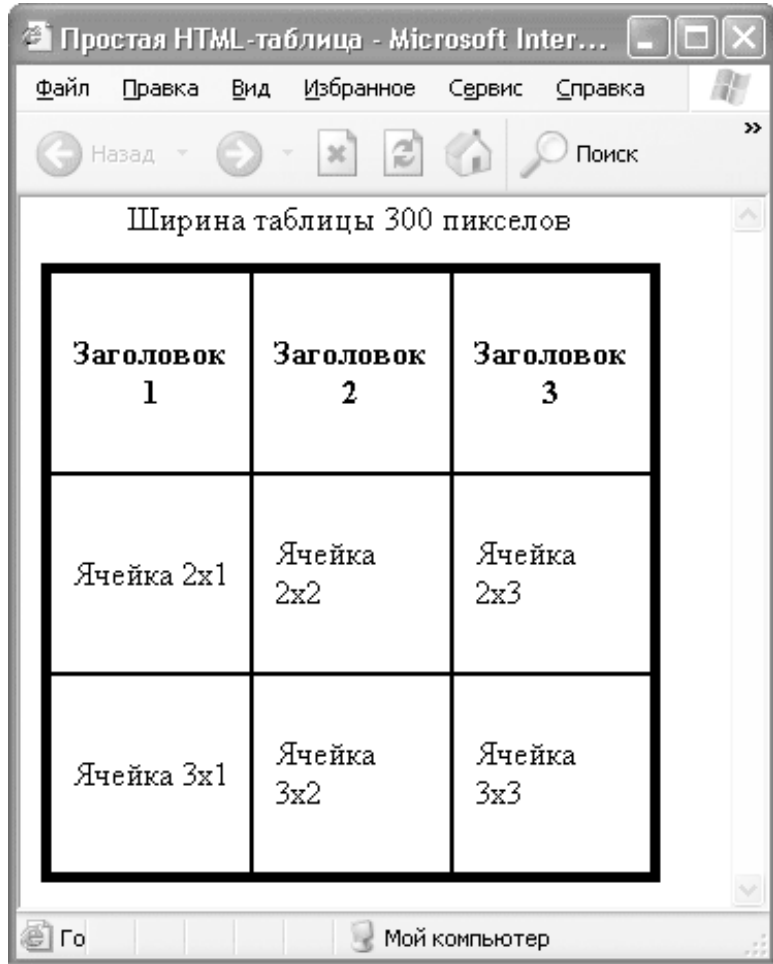 Простая HTML-таблица - Microsoft Inter...
Файл Правка Вид Избранное Сервис Справка
Назад Поиск »
Ширина таблицы 300 пикселов
Заголовок Заголовок Заголовок
1 2 3
Ячейка 2x1 Ячейка 2x2 Ячейка 2x3
Ячейка 3x1 Ячейка 3x2 Ячейка 3x3
Го Мой компьютер